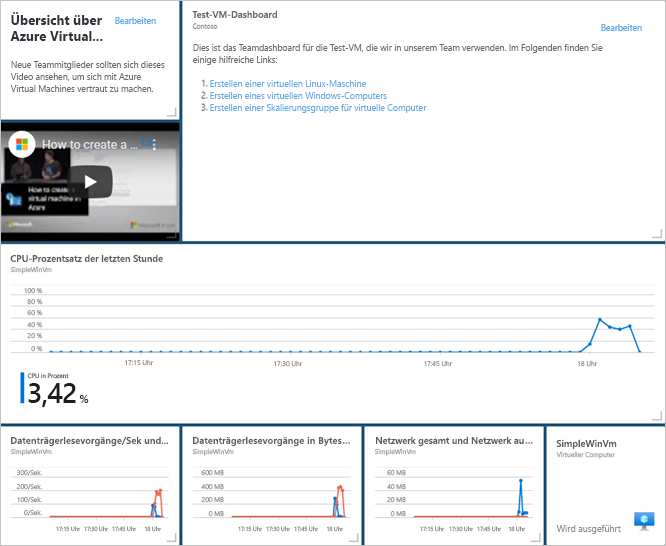 Übersicht über
Azure Virtual...
Bearbeiten
Neue Teammitglieder sollten sich dieses
Video ansehen, um sich mit Azure
Virtual Machines vertraut zu machen.
Test-VM-Dashboard
Contoso
Bearbeiten
Dies ist das Teamdashboard für die Test-VM, die wir in unserem Team verwenden. Im Folgenden finden Sie
einige hilfreiche Links:
1. Erstellen einer virtuellen Linux-Maschine
2. Erstellen eines virtuellen Windows-Computers
3. Erstellen einer Skalierungsgruppe für virtuelle Computer
How to create a ...
How to create a
virtual machine in
Azure
Microsoft
CPU-Prozentsatz der letzten Stunde
SimpleWinVm
100 %
80 %
60 %
40 %
20 %
0 %
17:15 Uhr
17:30 Uhr
17:45 Uhr
18 Uhr
CPU in Prozent
3,42 %
Datenträgerlesevorgänge/Sek und...
SimpleWinVm
300/Sek.
200/Sek.
100/Sek.
0/Sek.
17:15 Uhr 17:30 Uhr 17:45 Uhr 18 Uhr
Datenträgerlesevorgänge in Bytes...
SimpleWinVm
600 MB
400 MB
200 MB
0 MB
17:15 Uhr 17:30 Uhr 17:45 Uhr 18 Uhr
Netzwerk gesamt und Netzwerk au...
SimpleWinVm
60 MB
40 MB
20 MB
0 MB
17:15 Uhr 17:30 Uhr 17:45 Uhr 18 Uhr
SimpleWinVm
Virtueller Computer
Wird ausgeführt